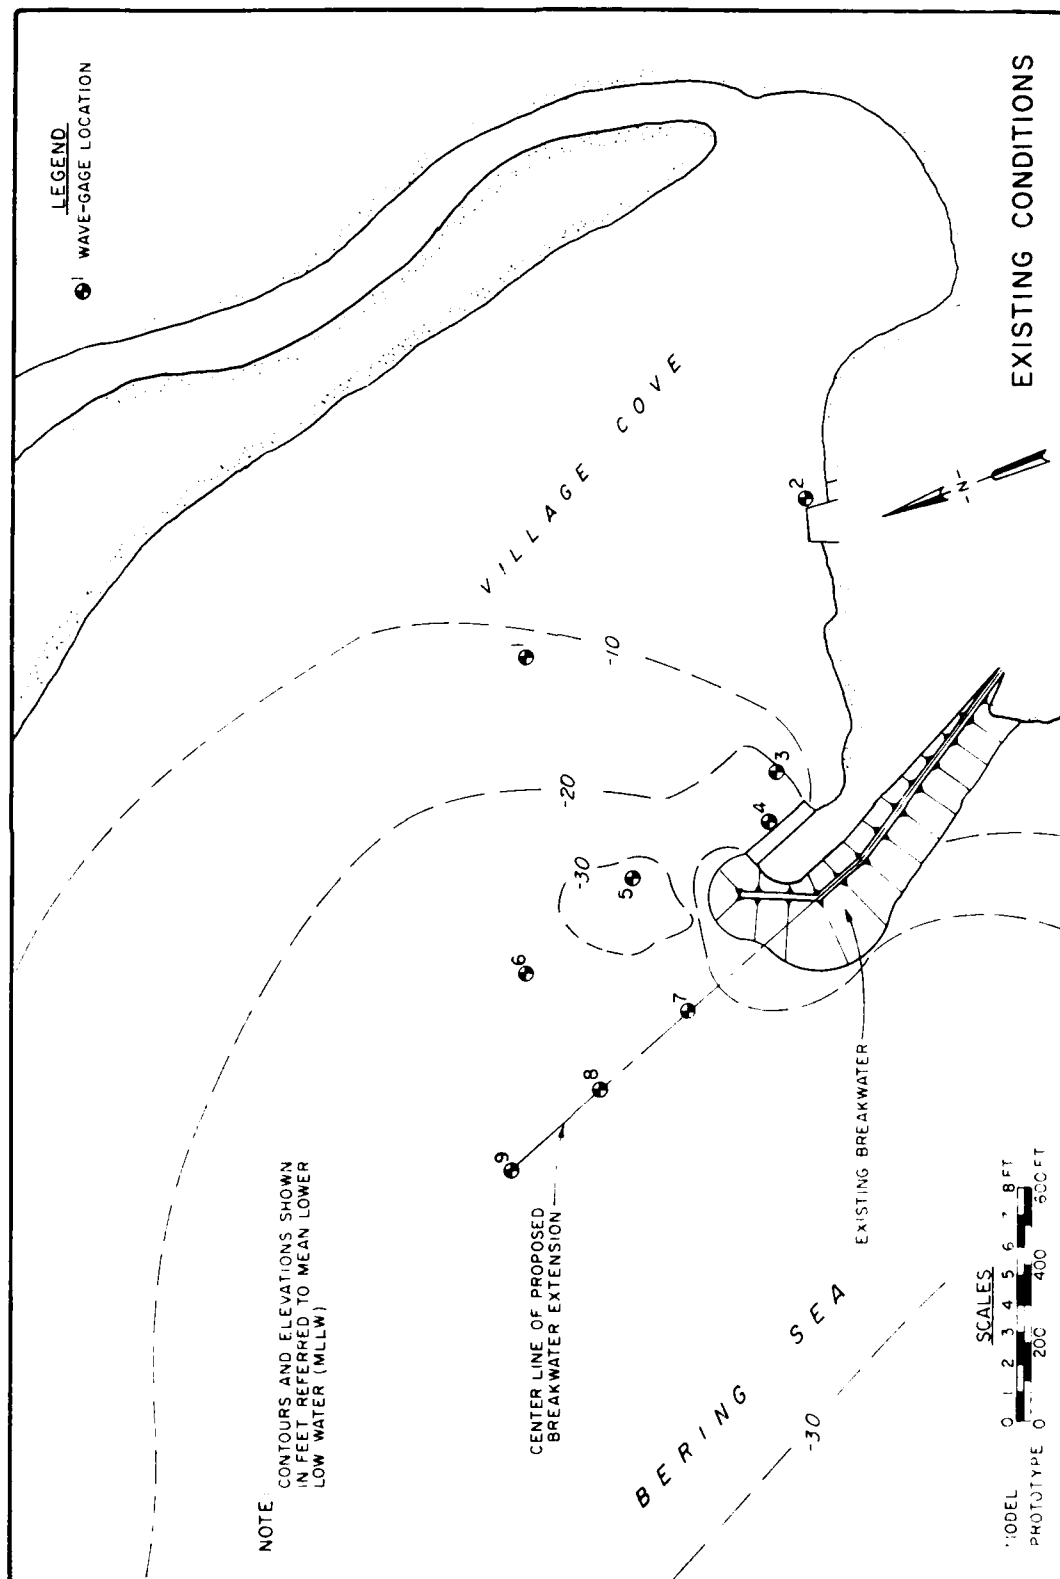 LEGEND
1 WAVE-GAGE LOCATION
NOTE:
CONTOURS AND ELEVATIONS SHOWN
IN FEET REFERRED TO MEAN LOWER
LOW WATER (MLLW)
VILLAGE COVE
1
-10
-20
2
3
4
-30
5
6
7
8
9
CENTER LINE OF PROPOSED
BREAKWATER EXTENSION
EXISTING BREAKWATER
BERING SEA
-30
-N-
SCALES
MODEL 0 1 2 3 4 5 6 7 8 FT
PROTOTYPE 0 200 400 600 FT
EXISTING CONDITIONS